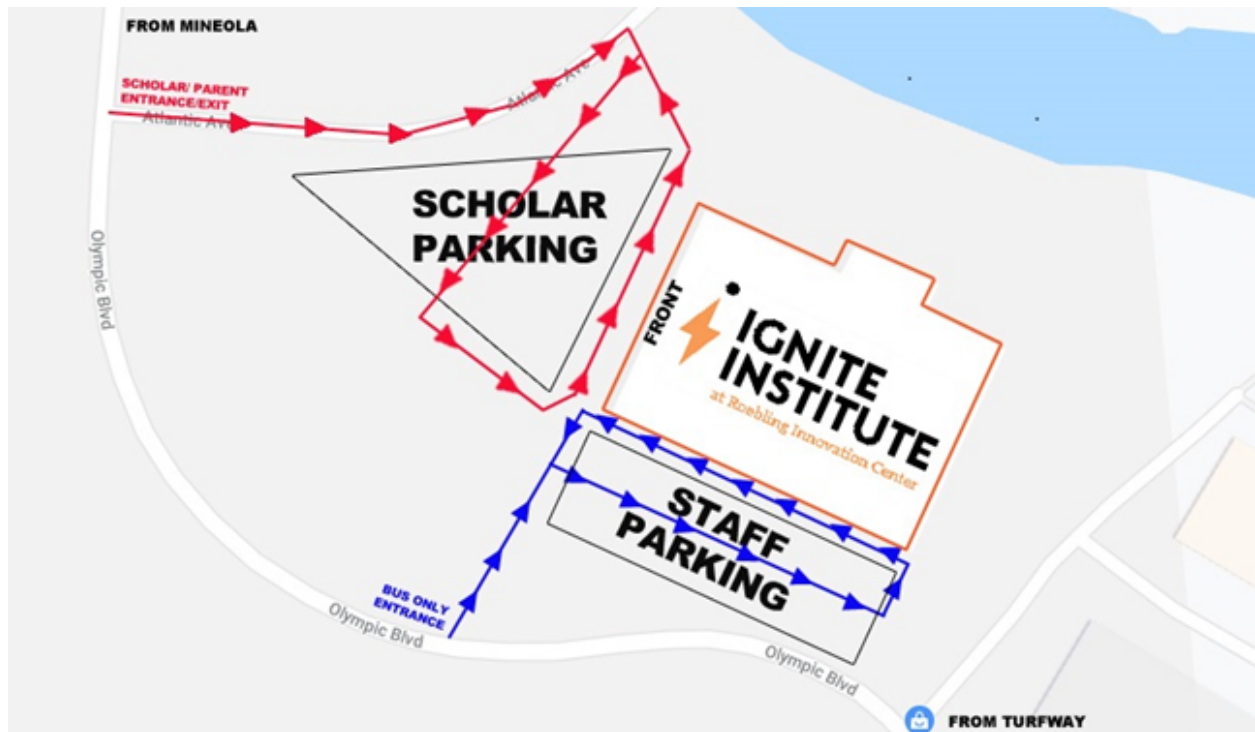 FROM MINEOLA
SCHOLAR/ PARENT
ENTRANCE/EXIT
Atlantic Ave
Atlantic Ave
SCHOLAR
PARKING
Olympic Blvd
FRONT
IGNITE
INSTITUTE
at Roebling Innovation Center
STAFF
PARKING
BUS ONLY
ENTRANCE
Olympic Blvd
Olympic Blvd
FROM TURFWAY